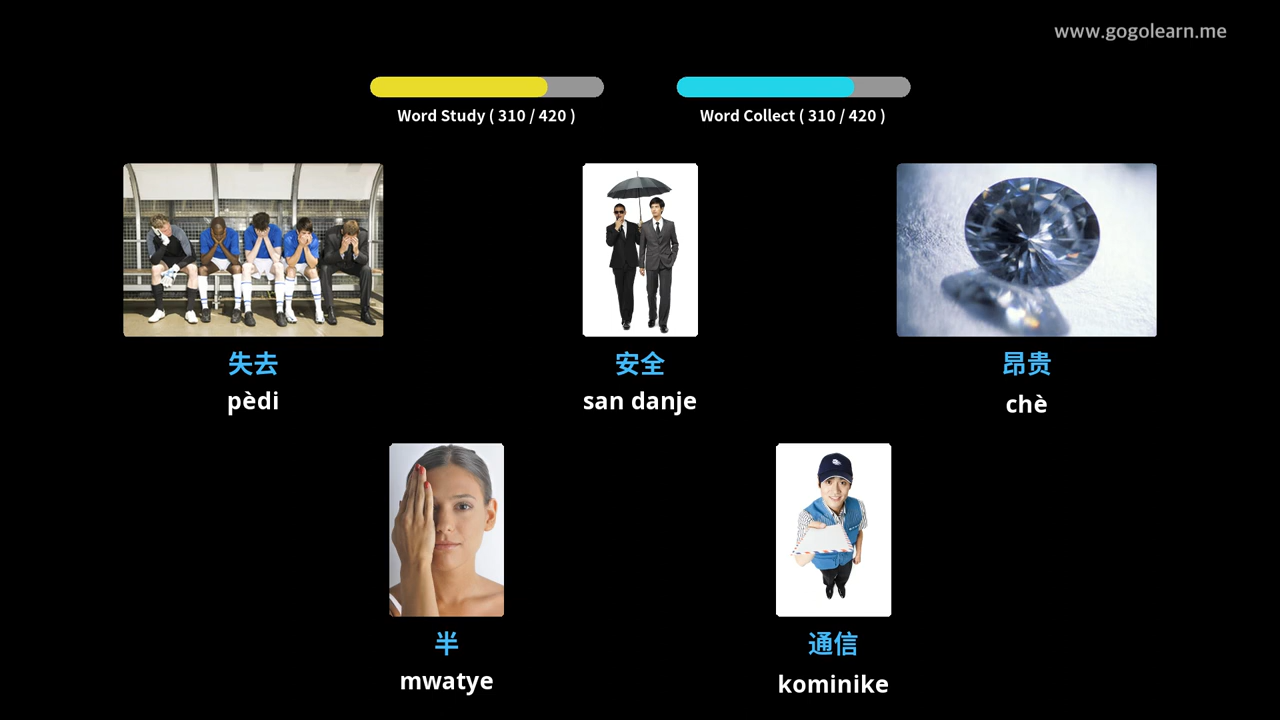 www.gogolearn.me
Word Study ( 310 / 420 )
Word Collect ( 310 / 420 )
失去
pèdi
安全
san danje
昂贵
chè
半
mwatye
通信
kominike